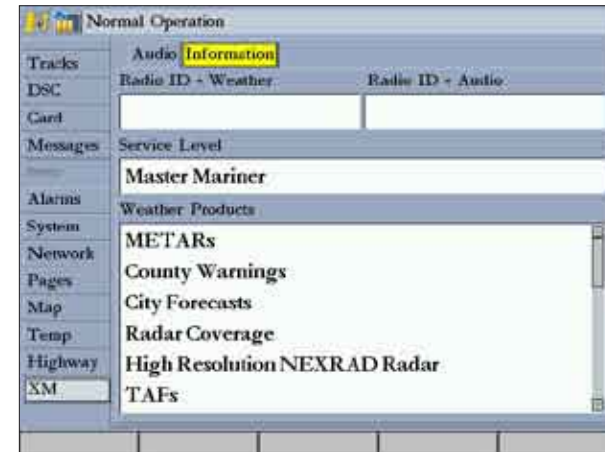 Normal Operation
Audio Information
Radio ID - Weather Radio ID - Audio
Service Level
Master Mariner
Weather Products
METARs
County Warnings
City Forecasts
Radar Coverage
High Resolution NEXRAD Radar
TAFs
Tracks
DSC
Card
Messages
Alarms
System
Network
Pages
Map
Temp
Highway
XM